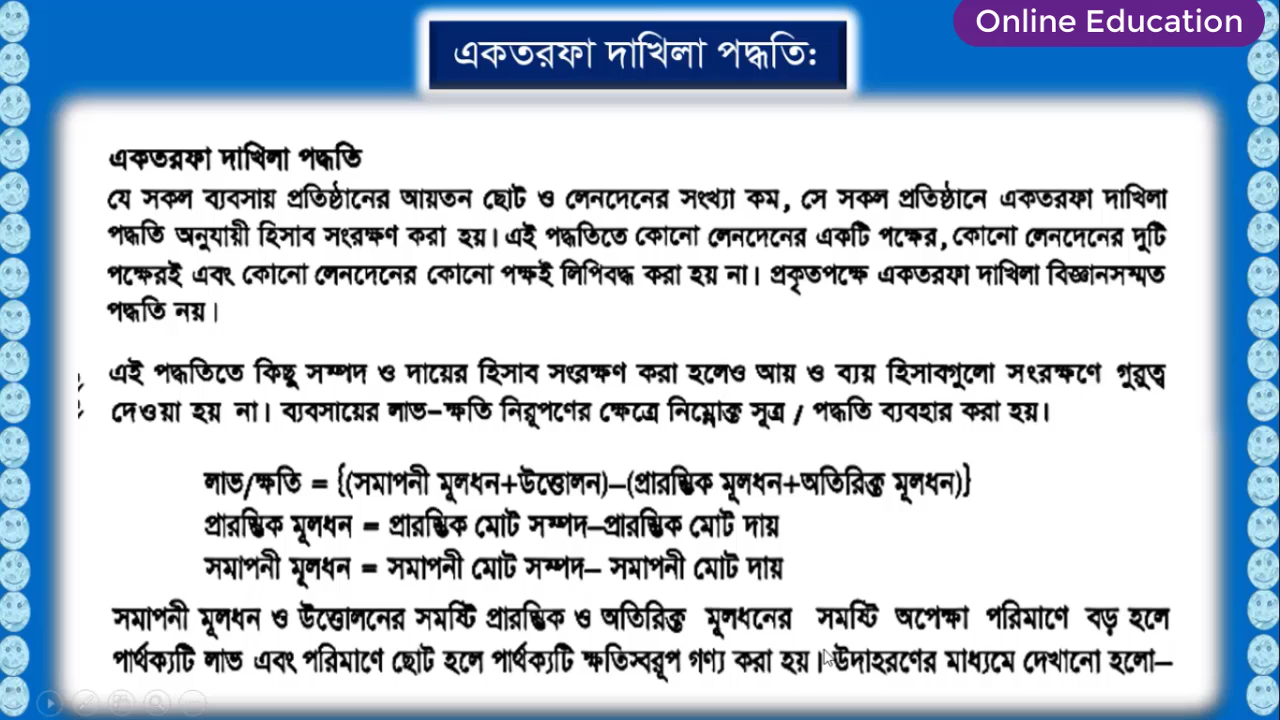 Online Education
একতরফা দাখিলা পদ্ধতি:
একতরফা দাখিলা পদ্ধতি
যে সকল ব্যবসায় প্রতিষ্ঠানের আয়তন ছোট ও লেনদেনের সংখ্যা কম, সে সকল প্রতিষ্ঠানে একতরফা দাখিলা
পদ্ধতি অনুযায়ী হিসাব সংরক্ষণ করা হয়। এই পদ্ধতিতে কোনো লেনদেনের একটি পক্ষের, কোনো লেনদেনের দুটি
পক্ষেরই এবং কোনো লেনদেনের কোনো পক্ষই লিপিবদ্ধ করা হয় না। প্রকৃতপক্ষে একতরফা দাখিলা বিজ্ঞানসম্মত
পদ্ধতি নয়।
এই পদ্ধতিতে কিছু সম্পদ ও দায়ের হিসাব সংরক্ষণ করা হলেও আয় ও ব্যয় হিসাবগুলো সংরক্ষণে গুরুত্ব
দেওয়া হয় না। ব্যবসায়ের লাভ-ক্ষতি নিরূপণের ক্ষেত্রে নিম্নোক্ত সূত্র / পদ্ধতি ব্যবহার করা হয়।
লাভ/ক্ষতি = {(সমাপনী মূলধন+উত্তোলন)–(প্রারম্ভিক মূলধন+অতিরিক্ত মূলধন)}
প্রারম্ভিক মূলধন = প্রারম্ভিক মোট সম্পদ–প্রারম্ভিক মোট দায়
সমাপনী মূলধন = সমাপনী মোট সম্পদ– সমাপনী মোট দায়
সমাপনী মূলধন ও উত্তোলনের সমষ্টি প্রারম্ভিক ও অতিরিক্ত মূলধনের সমষ্টি অপেক্ষা পরিমাণে বড় হলে
পার্থক্যটি লাভ এবং পরিমাণে ছোট হলে পার্থক্যটি ক্ষতিস্বরূপ গণ্য করা হয়। উদাহরণের মাধ্যমে দেখানো হলো–